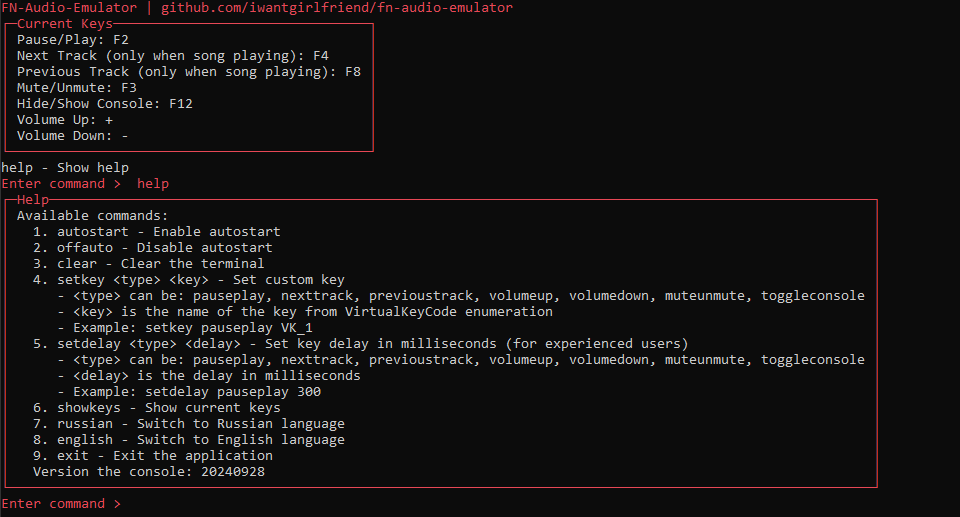 FN-Audio-Emulator | github.com/iwantgirlfriend/fn-audio-emulator
Current Keys
Pause/Play: F2
Next Track (only when song playing): F4
Previous Track (only when song playing): F8
Mute/Unmute: F3
Hide/Show Console: F12
Volume Up: +
Volume Down: -
help - Show help
Enter command >  help
Help
Available commands:
1. autostart - Enable autostart
2. offauto - Disable autostart
3. clear - Clear the terminal
4. setkey <type> <key> - Set custom key
- <type> can be: pauseplay, nexttrack, previoustrack, volumeup, volumedown, muteunmute, toggleconsole
- <key> is the name of the key from VirtualKeyCode enumeration
- Example: setkey pauseplay VK_1
5. setdelay <type> <delay> - Set key delay in milliseconds (for experienced users)
- <type> can be: pauseplay, nexttrack, previoustrack, volumeup, volumedown, muteunmute, toggleconsole
- <delay> is the delay in milliseconds
- Example: setdelay pauseplay 300
6. showkeys - Show current keys
7. russian - Switch to Russian language
8. english - Switch to English language
9. exit - Exit the application
Version the console: 20240928
Enter command >